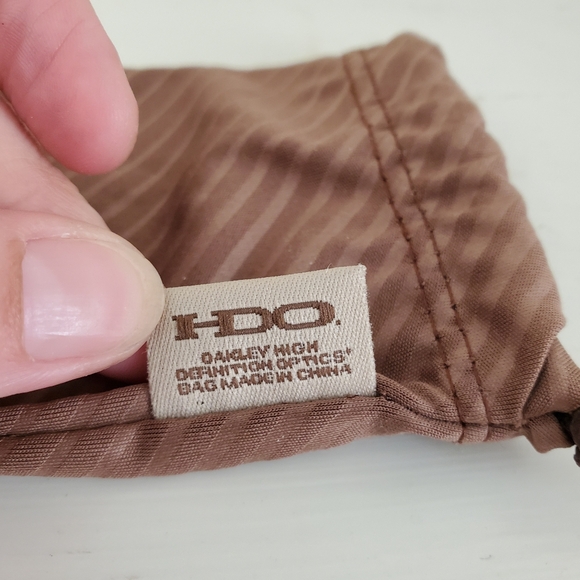 HDO.
OAKLEY HIGH
DEFINITION OPTICS®
BAG MADE IN CHINA